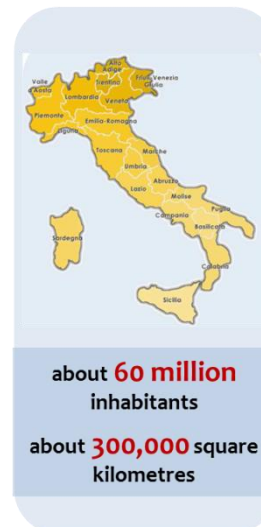 Alto
Adige
Valle
Aosta
Trentino
Friuli Venezia
Giulia
Lombardia
Veneto
Piemonte
Emilia-Romagna
Liguria
Toscana
Marche
Umbria
Lazio
Abruzzo
Molise
Campania
Puglia
Basilicata
Sardegna
Calabria
Sicilia
about 60 million
inhabitants
about 300,000 square
kilometres